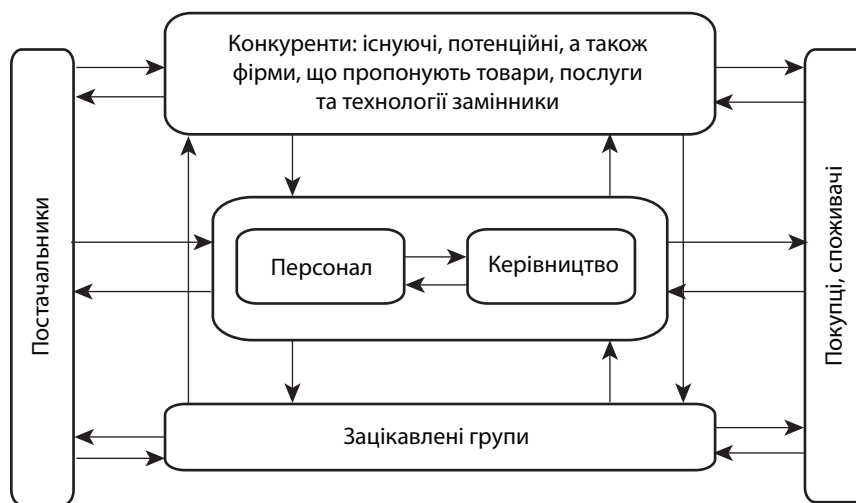 Конкуренти: існуючі, потенційні, а також
фірми, що пропонують товари, послуги
та технології замінники
Постачальники
Персонал
Керівництво
Покупці, споживачі
Зацікавлені групи